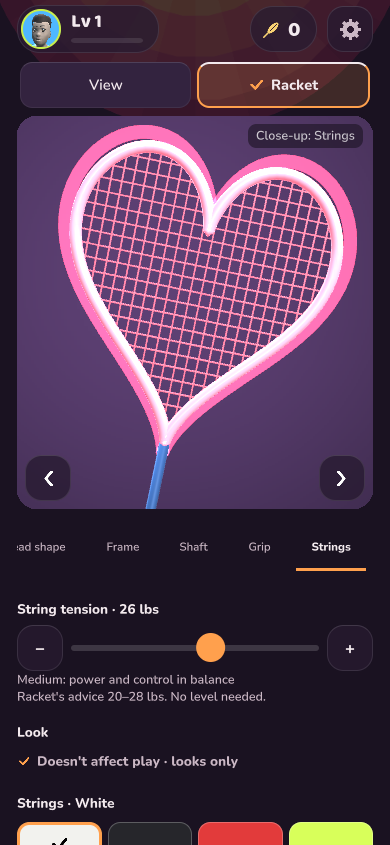 Lv 1
0
View
Racket
Close-up: Strings
ead shape
Frame
Shaft
Grip
Strings
String tension · 26 lbs
Medium: power and control in balance
Racket's advice 20–28 lbs. No level needed.
Look
Doesn't affect play · looks only
Strings · White